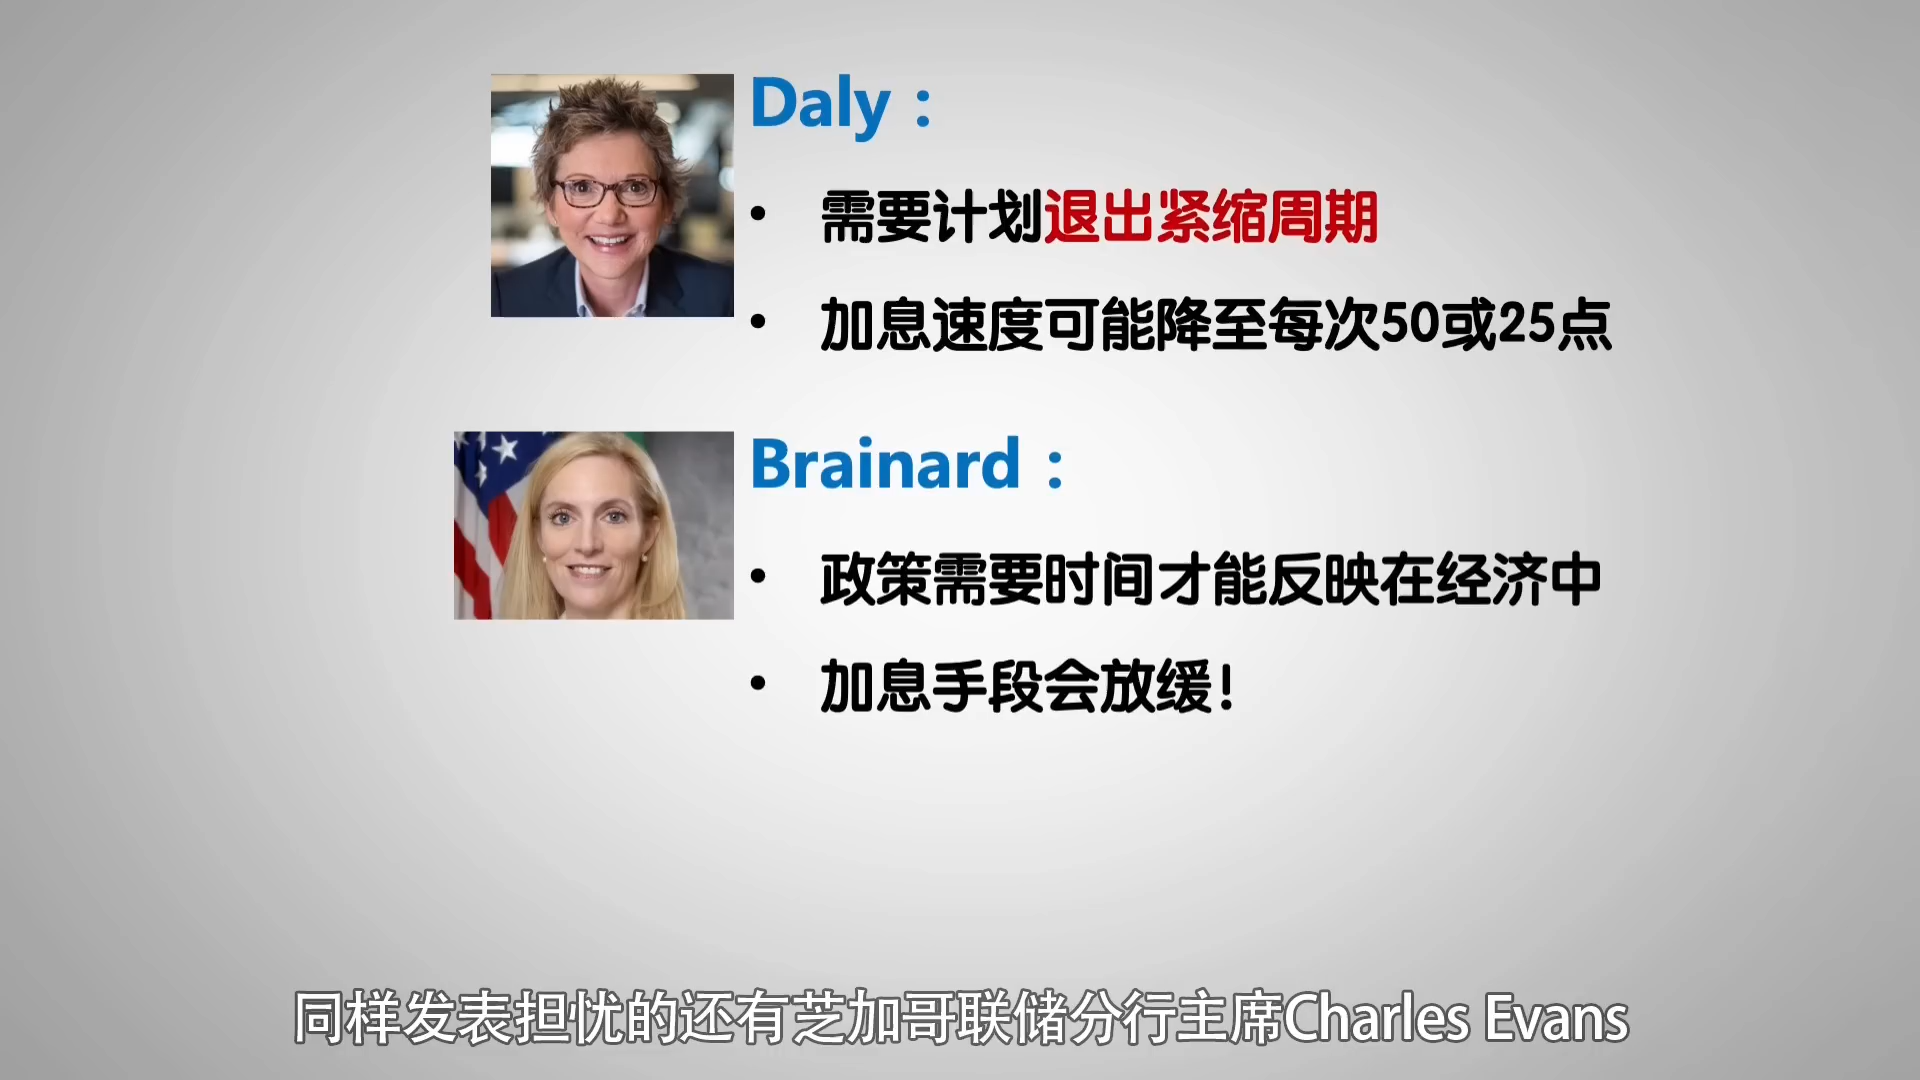 Daly：
• 需要计划退出紧缩周期
• 加息速度可能降至每次50或25点
Brainard：
• 政策需要时间才能反映在经济中
• 加息手段会放缓！
同样发表担忧的还有芝加哥联储分行主席Charles Evans